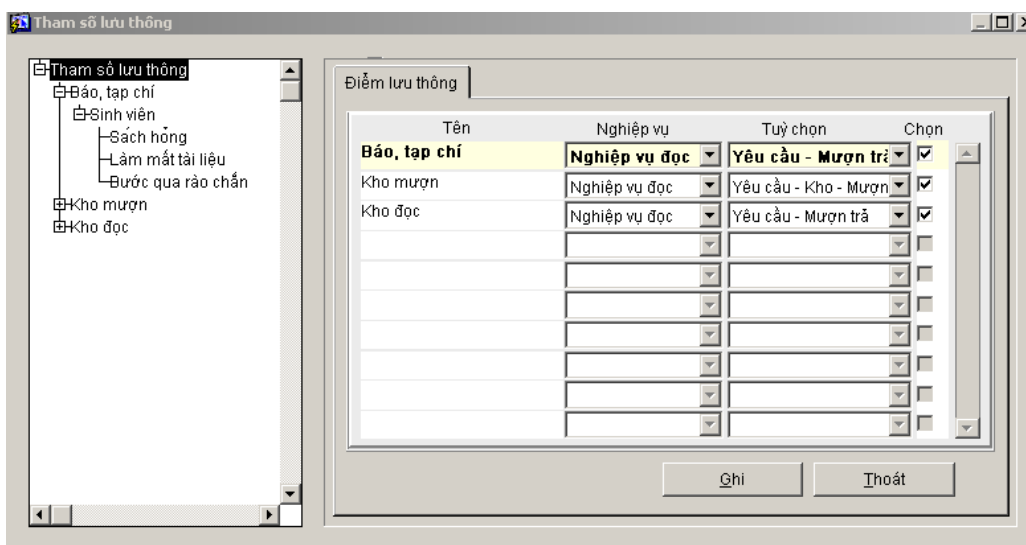 Tham số lưu thông
Tham số lưu thông
Báo, tạp chí
Sinh viên
Sách hỏng
Làm mất tài liệu
Bước qua rào chắn
Kho mượn
Kho đọc
Điểm lưu thông
Tên Nghiệp vụ Tuỳ chọn Chọn
Báo, tạp chí Nghiệp vụ đọc Yêu cầu - Mượn trả
Kho mượn Nghiệp vụ đọc Yêu cầu - Kho - Mượn
Kho đọc Nghiệp vụ đọc Yêu cầu - Mượn trả
Ghi Thoát